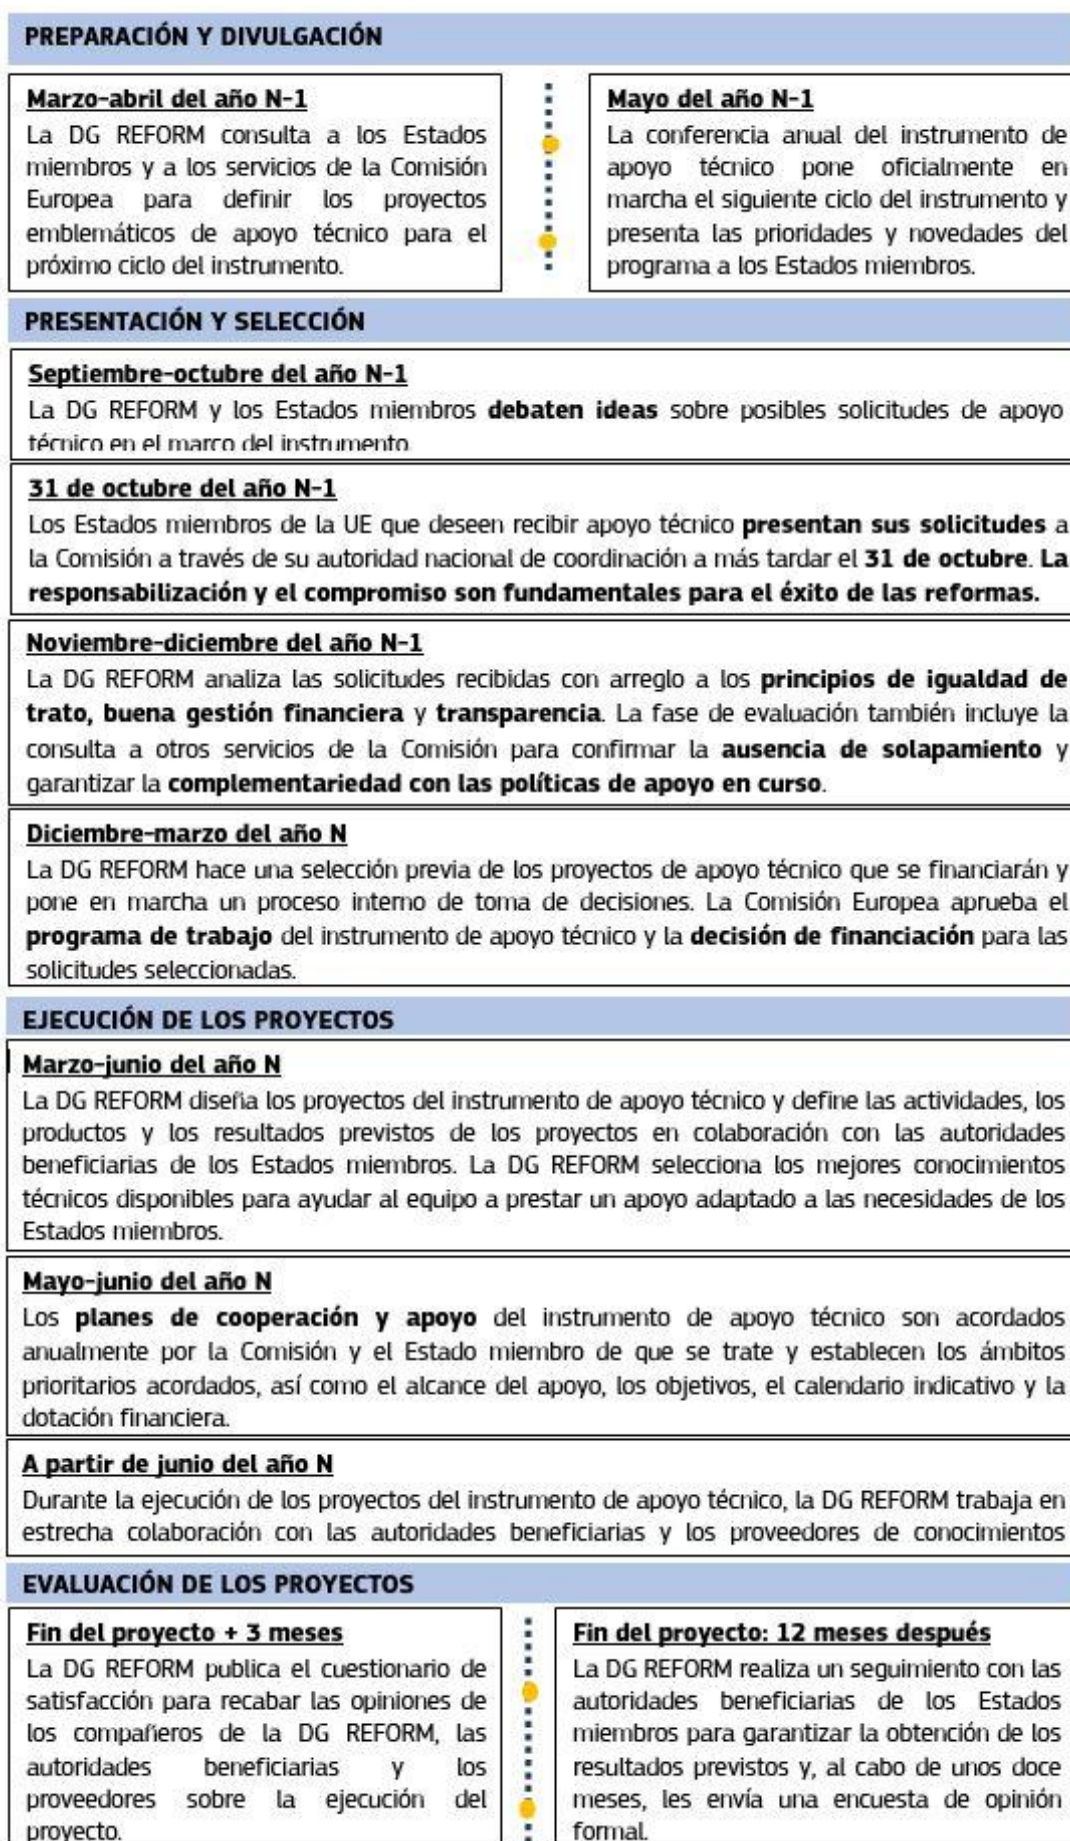 PREPARACIÓN Y DIVULGACIÓN
Marzo-abril del año N-1
La DG REFORM consulta a los Estados
miembros y a los servicios de la Comisión
Europea para definir los proyectos
emblemáticos de apoyo técnico para el
próximo ciclo del instrumento.
Mayo del año N-1
La conferencia anual del instrumento de
apoyo técnico pone oficialmente en
marcha el siguiente ciclo del instrumento y
presenta las prioridades y novedades del
programa a los Estados miembros.
PRESENTACIÓN Y SELECCIÓN
Septiembre-octubre del año N-1
La DG REFORM y los Estados miembros debaten ideas sobre posibles solicitudes de apoyo
técnico en el marco del instrumento
31 de octubre del año N-1
Los Estados miembros de la UE que deseen recibir apoyo técnico presentan sus solicitudes a
la Comisión a través de su autoridad nacional de coordinación a más tardar el 31 de octubre. La
responsabilización y el compromiso son fundamentales para el éxito de las reformas.
Noviembre-diciembre del año N-1
La DG REFORM analiza las solicitudes recibidas con arreglo a los principios de igualdad de
trato, buena gestión financiera y transparencia. La fase de evaluación también incluye la
consulta a otros servicios de la Comisión para confirmar la ausencia de solapamiento y
garantizar la complementariedad con las políticas de apoyo en curso.
Diciembre-marzo del año N
La DG REFORM hace una selección previa de los proyectos de apoyo técnico que se financiarán y
pone en marcha un proceso interno de toma de decisiones. La Comisión Europea aprueba el
programa de trabajo del instrumento de apoyo técnico y la decisión de financiación para las
solicitudes seleccionadas.
EJECUCIÓN DE LOS PROYECTOS
Marzo-junio del año N
La DG REFORM diseña los proyectos del instrumento de apoyo técnico y define las actividades, los
productos y los resultados previstos de los proyectos en colaboración con las autoridades
beneficiarias de los Estados miembros. La DG REFORM selecciona los mejores conocimientos
técnicos disponibles para ayudar al equipo a prestar un apoyo adaptado a las necesidades de los
Estados miembros.
Mayo-junio del año N
Los planes de cooperación y apoyo del instrumento de apoyo técnico son acordados
anualmente por la Comisión y el Estado miembro de que se trate y establecen los ámbitos
prioritarios acordados, así como el alcance del apoyo, los objetivos, el calendario indicativo y la
dotación financiera.
A partir de junio del año N
Durante la ejecución de los proyectos del instrumento de apoyo técnico, la DG REFORM trabaja en
estrecha colaboración con las autoridades beneficiarias y los proveedores de conocimientos
EVALUACIÓN DE LOS PROYECTOS
Fin del proyecto + 3 meses
La DG REFORM publica el cuestionario de
satisfacción para recabar las opiniones de
los compañeros de la DG REFORM, las
autoridades beneficiarias y los
proveedores sobre la ejecución del
proyecto.
Fin del proyecto: 12 meses después
La DG REFORM realiza un seguimiento con las
autoridades beneficiarias de los Estados
miembros para garantizar la obtención de los
resultados previstos y, al cabo de unos doce
meses, les envía una encuesta de opinión
formal.